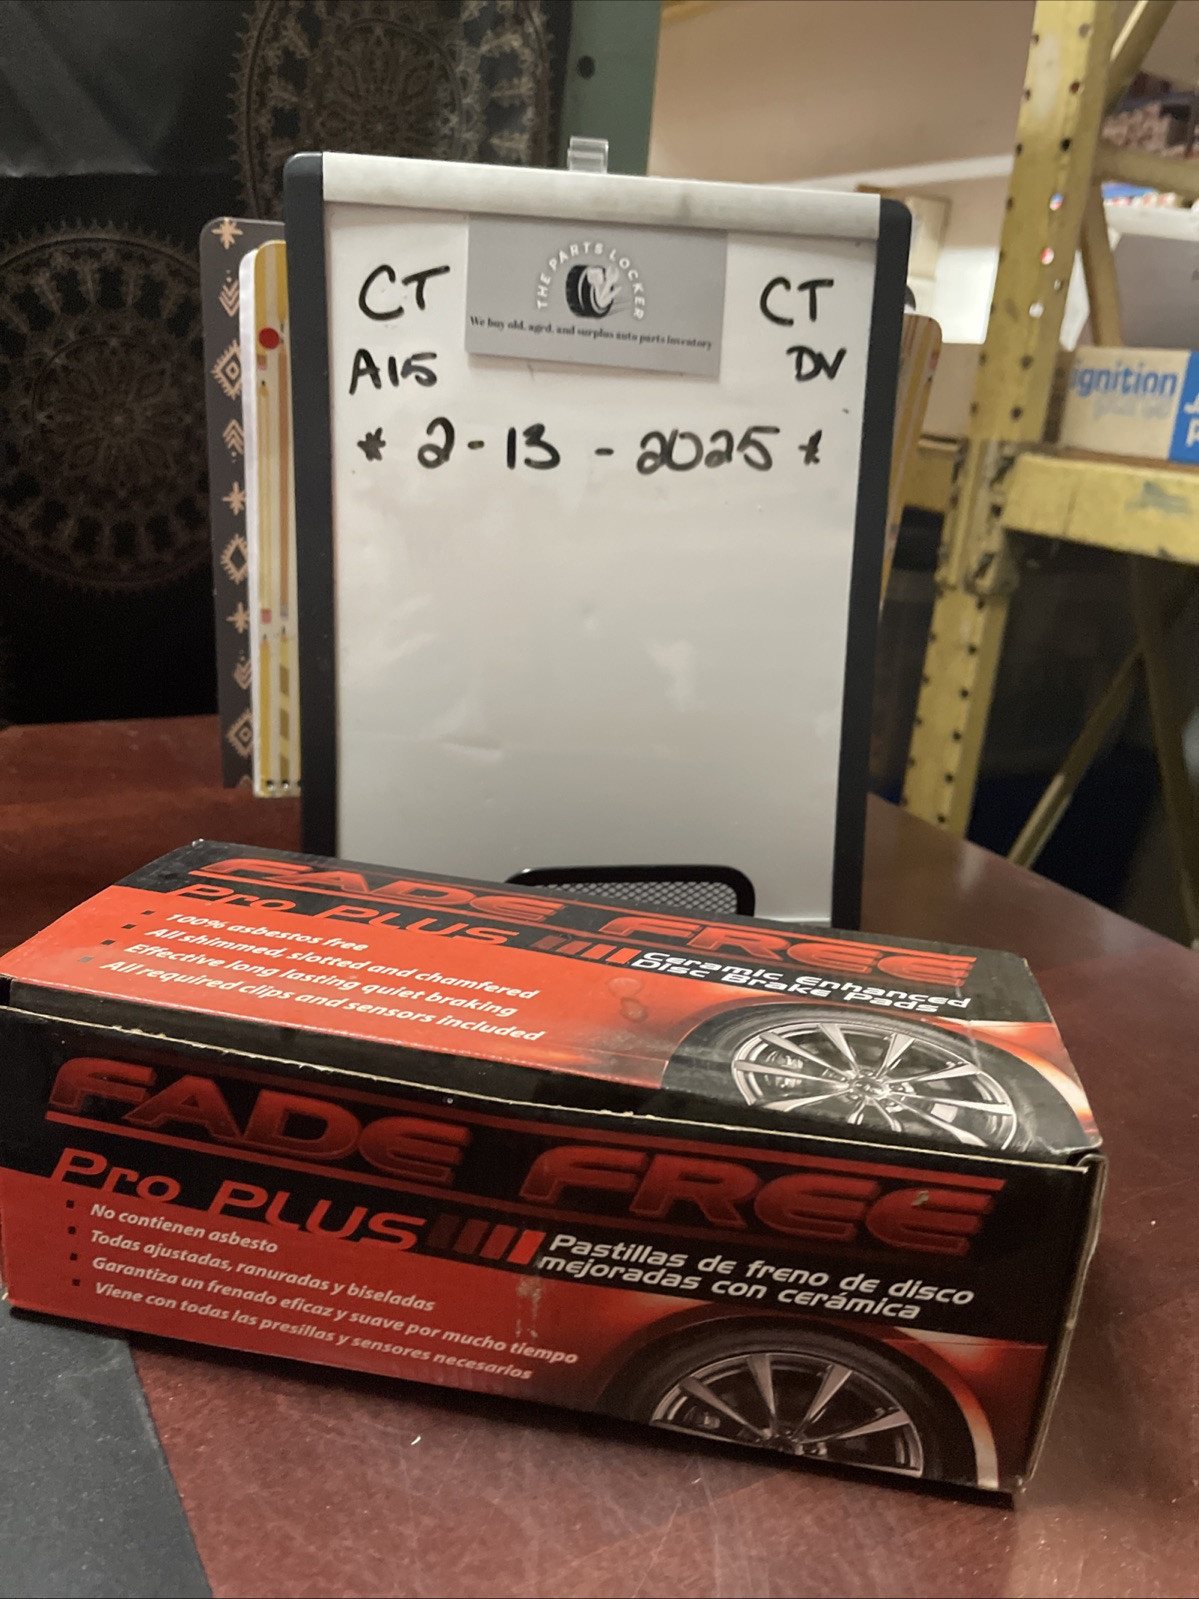 THE PARTS LOCKER
We buy old, aged, and surplus auto parts inventory
CT
CT
A15
DV
* 2-13-2025 *
ignition
FADE FREE
Pro PLUS
Ceramic Enhanced
Disc Brake Pads
100% asbestos free
All shimmed, slotted and chamfered
Effective long lasting quiet braking
All required clips and sensors included
FADE FREE
Pro PLUS
Pastillas de freno de disco
mejoradas con cerámica
No contienen asbesto
Todas ajustadas, ranuradas y biseladas
Garantiza un frenado eficaz y suave por mucho tiempo
Viene con todas las presillas y sensores necesarios